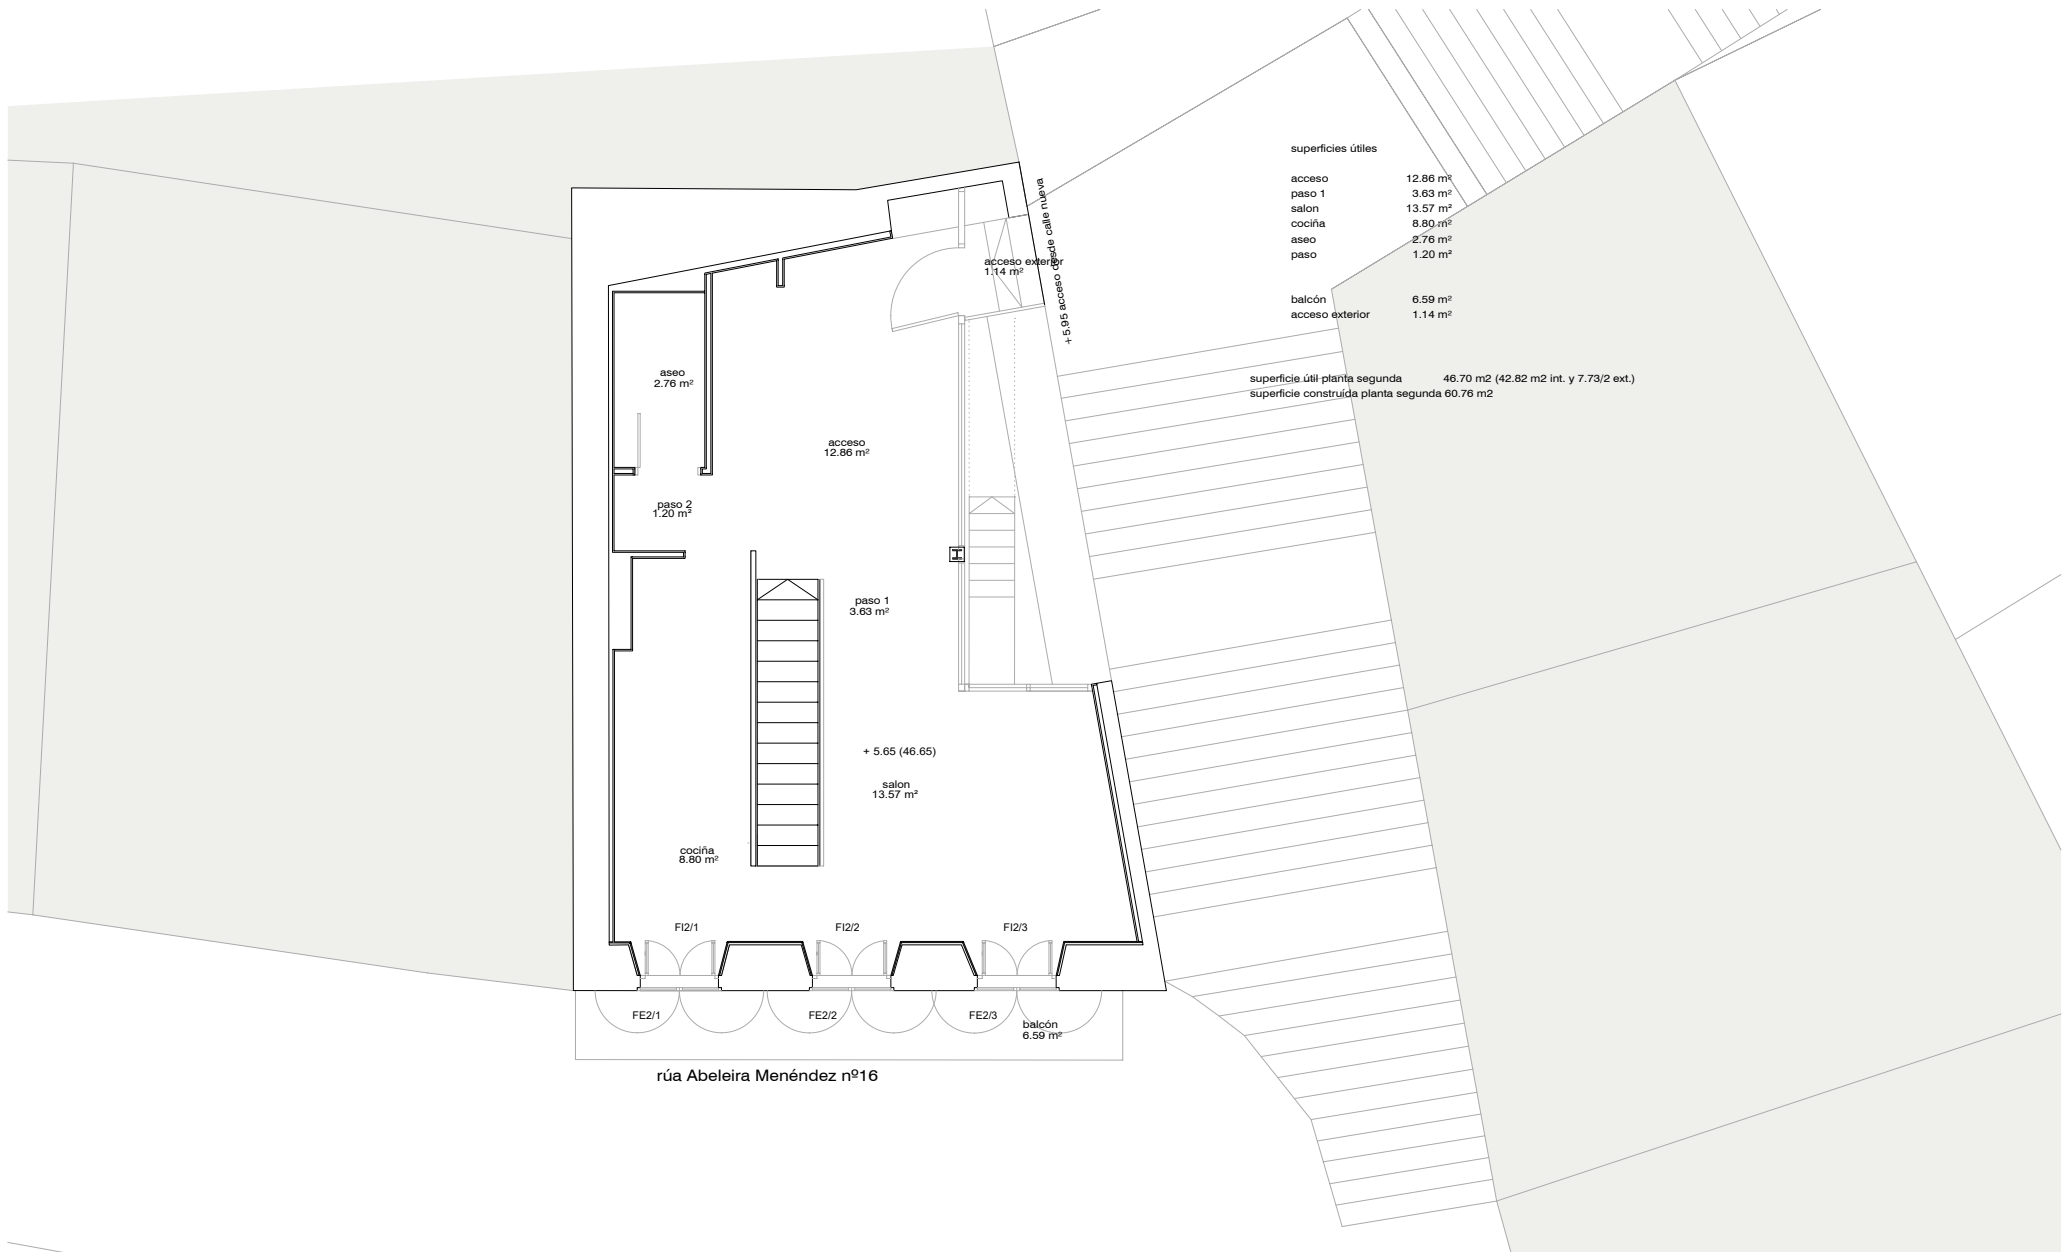 superficies útiles
acceso 12.86 m²
paso 1 3.63 m²
salon 13.57 m²
cociña 8.80 m²
aseo 2.76 m²
paso 1.20 m²
balcón 6.59 m²
acceso exterior 1.14 m²
superficie útil planta segunda 46.70 m2 (42.82 m2 int. y 7.73/2 ext.)
superficie construída planta segunda 60.76 m2
+5.95 acceso desde calle nueva
acceso exterior
1.14 m²
aseo
2.76 m²
acceso
12.86 m²
paso 2
1.20 m²
paso 1
3.63 m²
+ 5.65 (46.65)
salon
13.57 m²
cociña
8.80 m²
FI2/1
FI2/2
FI2/3
FE2/1
FE2/2
FE2/3
balcón
6.59 m²
rúa Abeleira Menéndez nº16